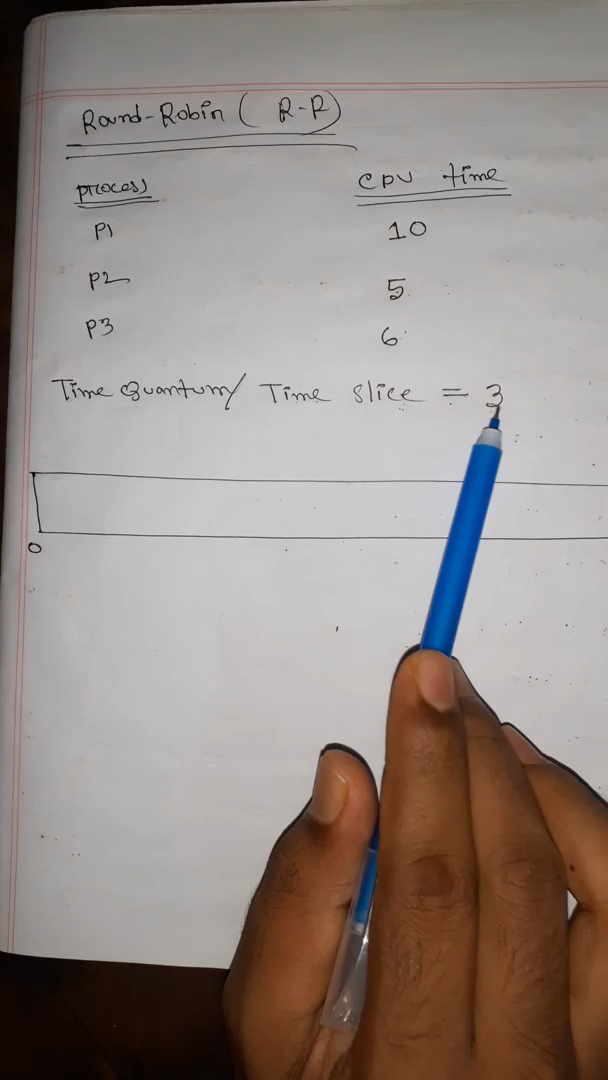 Round-Robin ( R-R)
process CPU time
P1 10
P2 5
P3 6
Time Quantum/ Time slice = 3
0